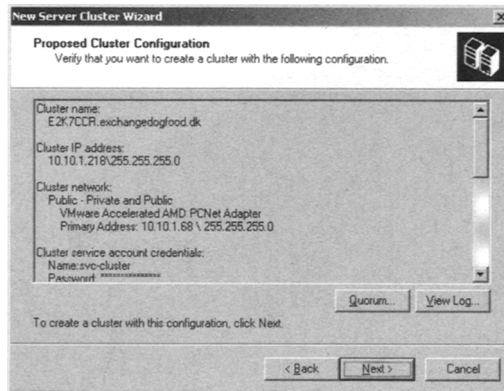 New Server Cluster Wizard
Proposed Cluster Configuration
Verify that you want to create a cluster with the following configuration.
Cluster name:
E2K7CCR.exchangedogfood.dk
Cluster IP address:
10.10.1.218\255.255.255.0
Cluster network:
Public - Private and Public
VMware Accelerated AMD PCNet Adapter
Primary Address: 10.10.1.68 \ 255.255.255.0
Cluster service account credentials:
Name:svc-cluster
Password: **************
Quorum...
View Log...
To create a cluster with this configuration, click Next.
< Back
Next >
Cancel